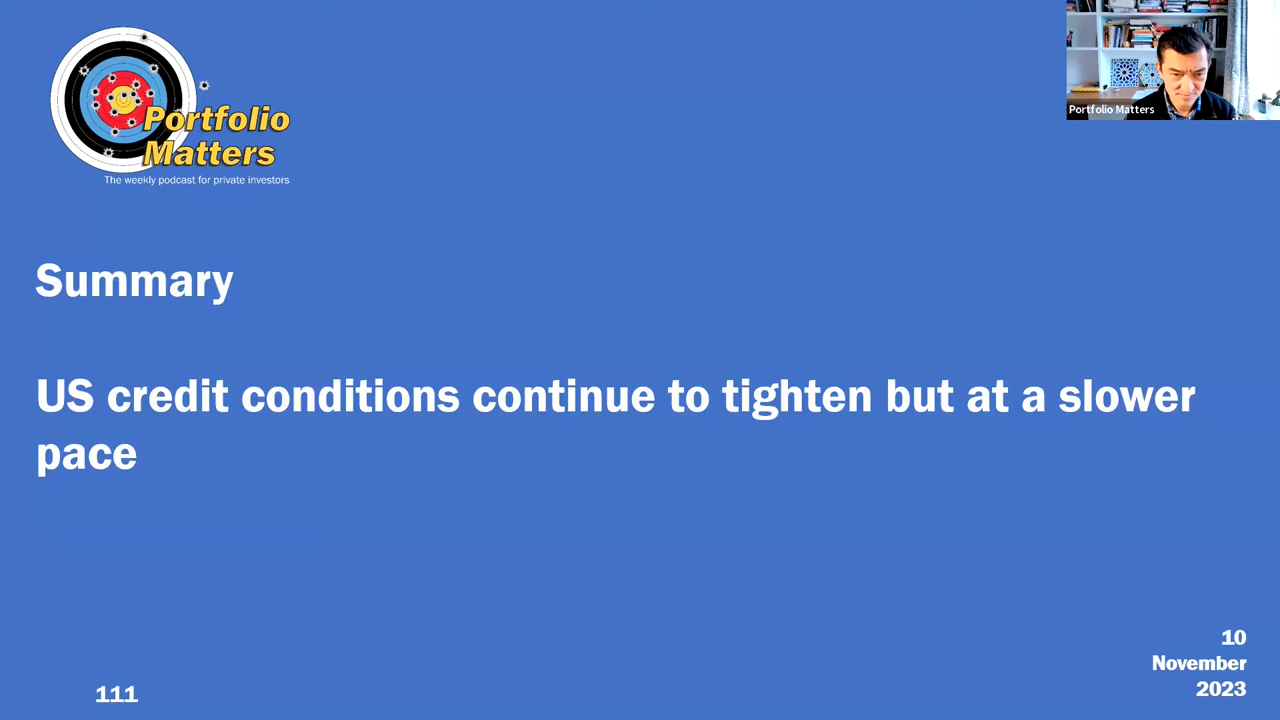 Portfolio
Matters
The weekly podcast for private investors
Portfolio Matters
Summary
US credit conditions continue to tighten but at a slower
pace
10
November
2023
111